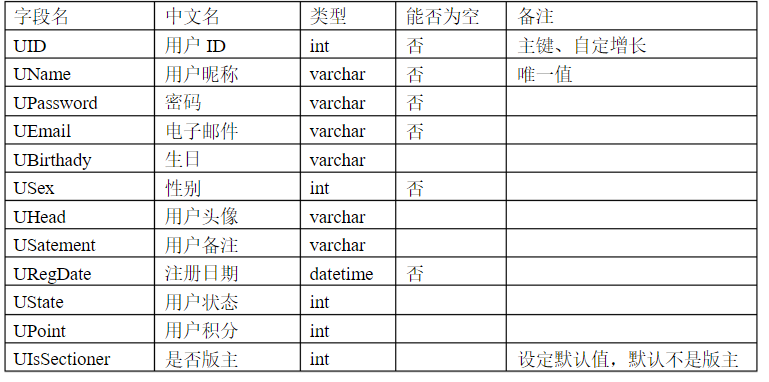 字段名 中文名 类型 能否为空 备注
UID 用户 ID int 否 主键、自定增长
UName 用户昵称 varchar 否 唯一值
UPassword 密码 varchar 否
UEmail 电子邮件 varchar 否
UBirthady 生日 varchar
USex 性别 int 否
UHead 用户头像 varchar
USatement 用户备注 varchar
URegDate 注册日期 datetime 否
UState 用户状态 int
UPoint 用户积分 int
UIsSectioner 是否版主 int 设定默认值，默认不是版主